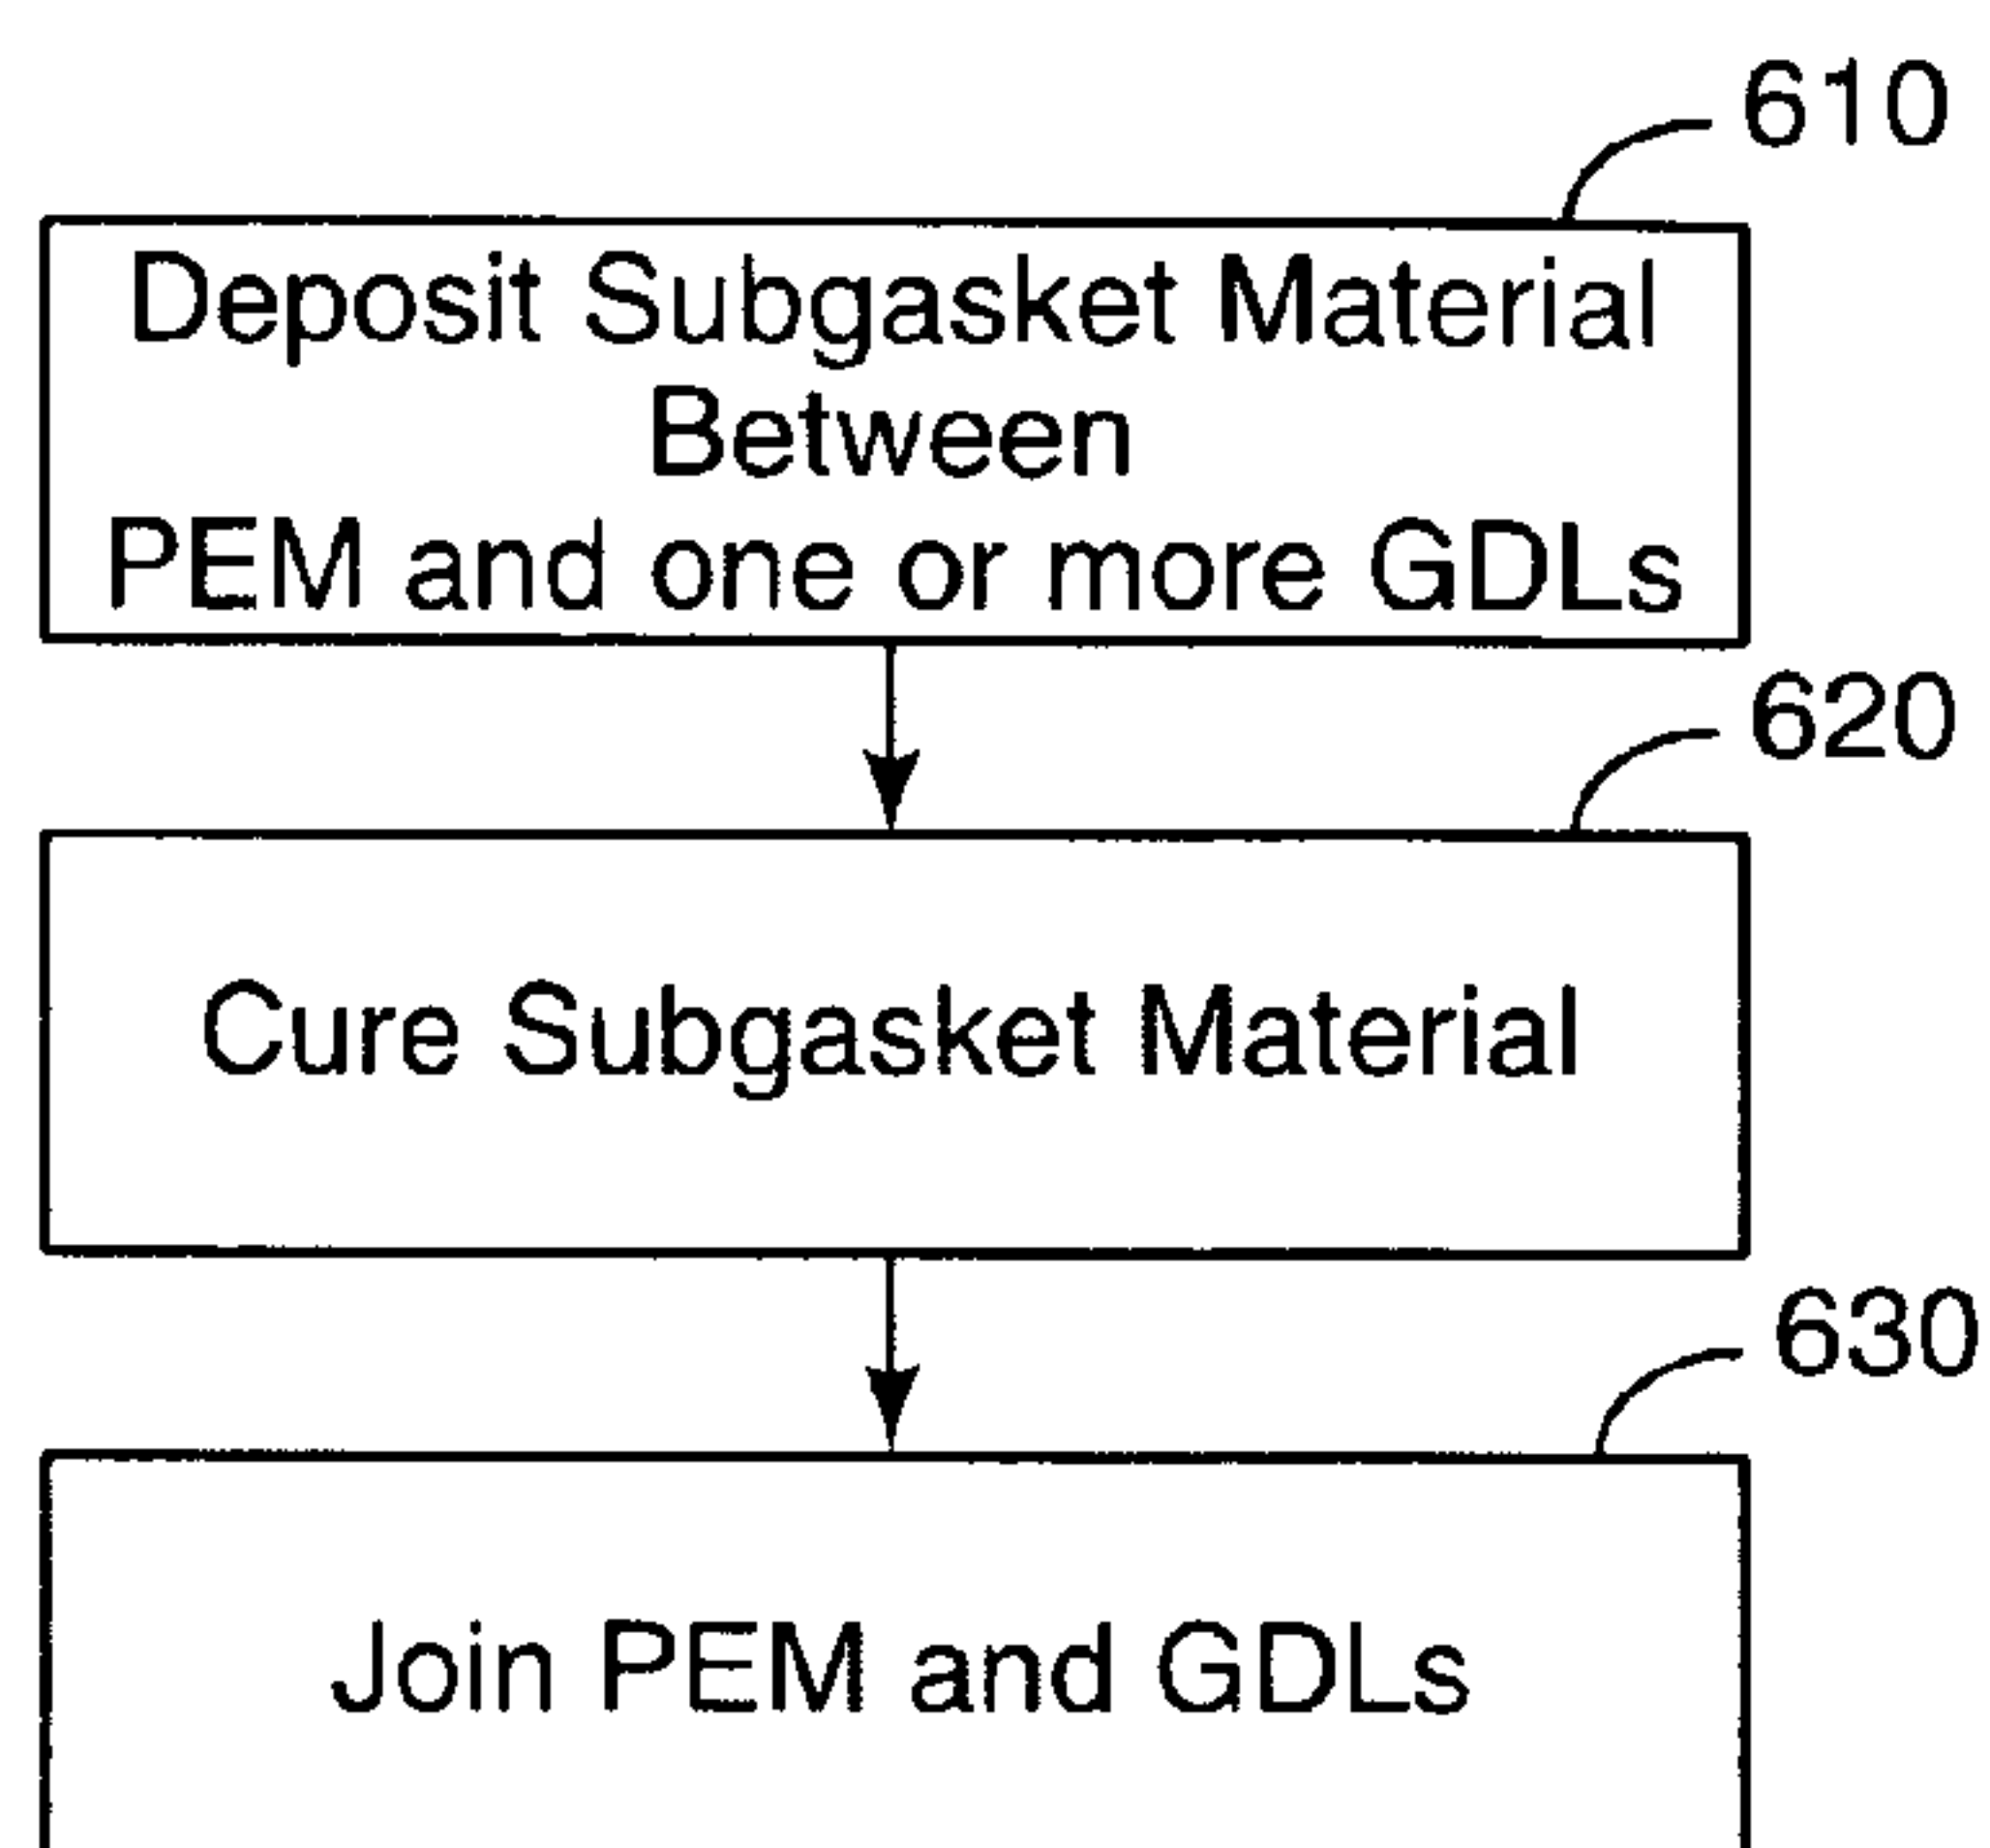 610
Deposit Subgasket Material
Between
PEM and one or more GDLs
620
Cure Subgasket Material
630
Join PEM and GDLs